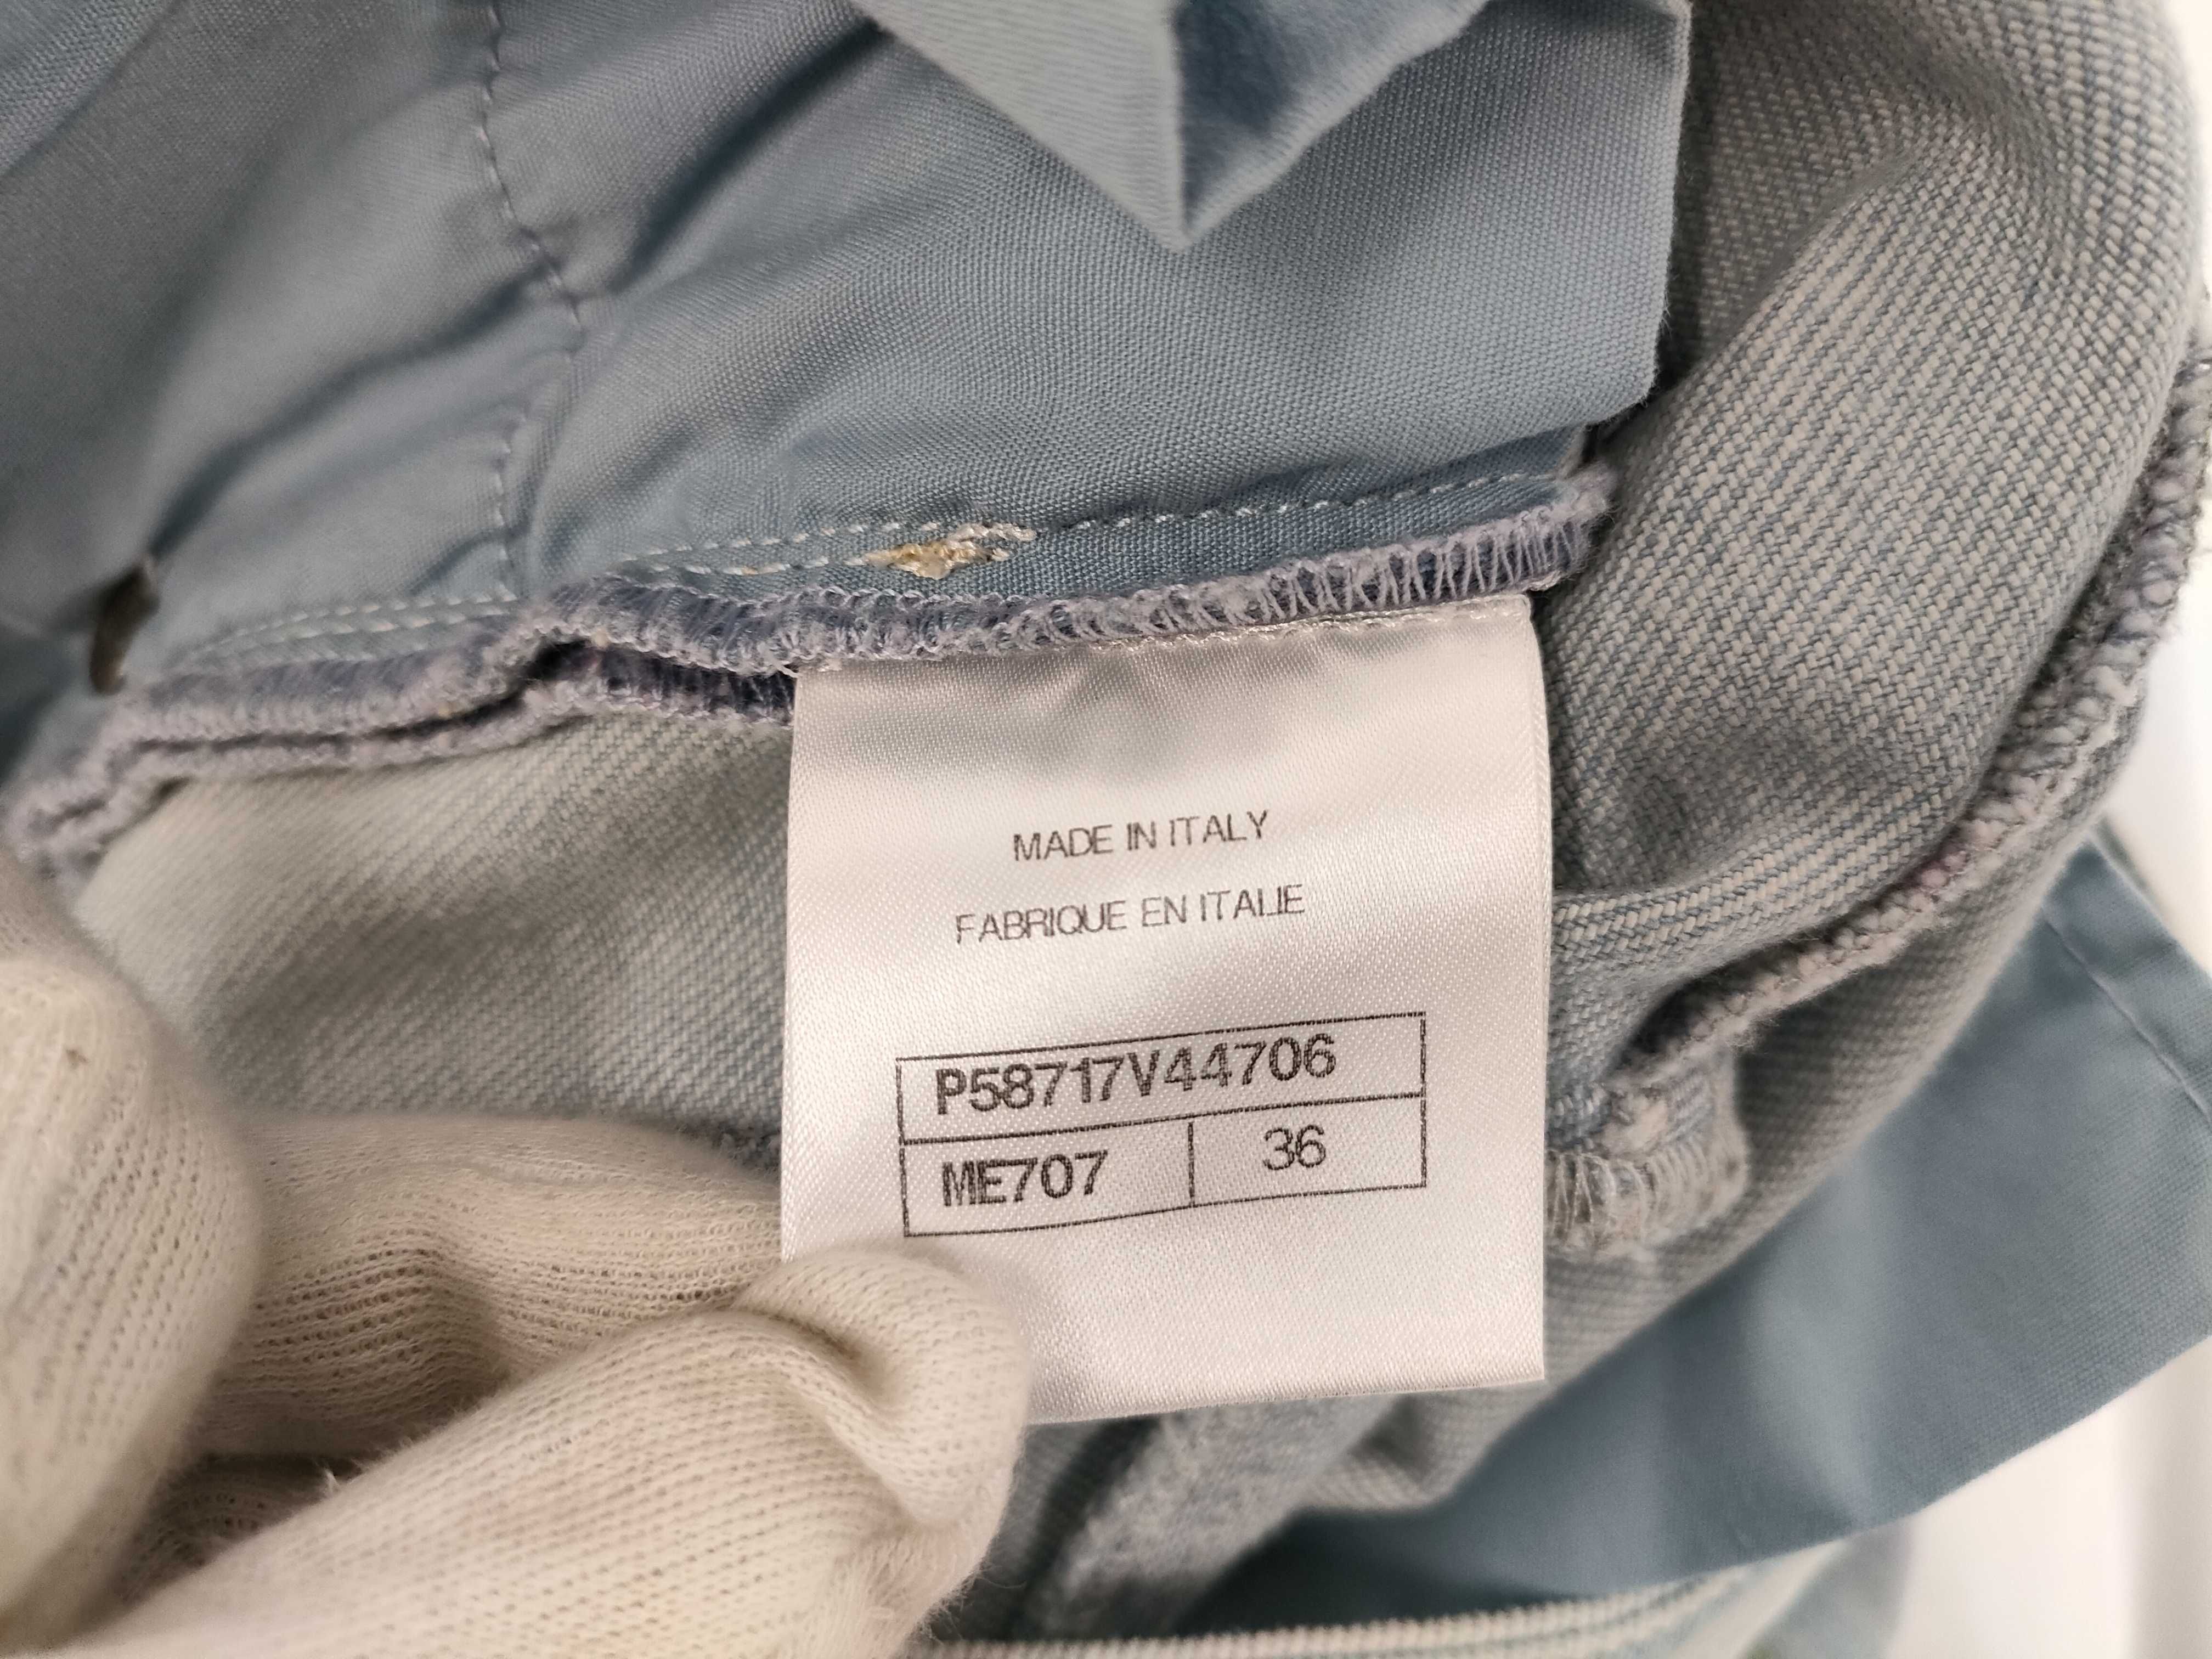 MADE IN ITALY
FABRIQUE EN ITALIE
P58717V44706
ME707 36